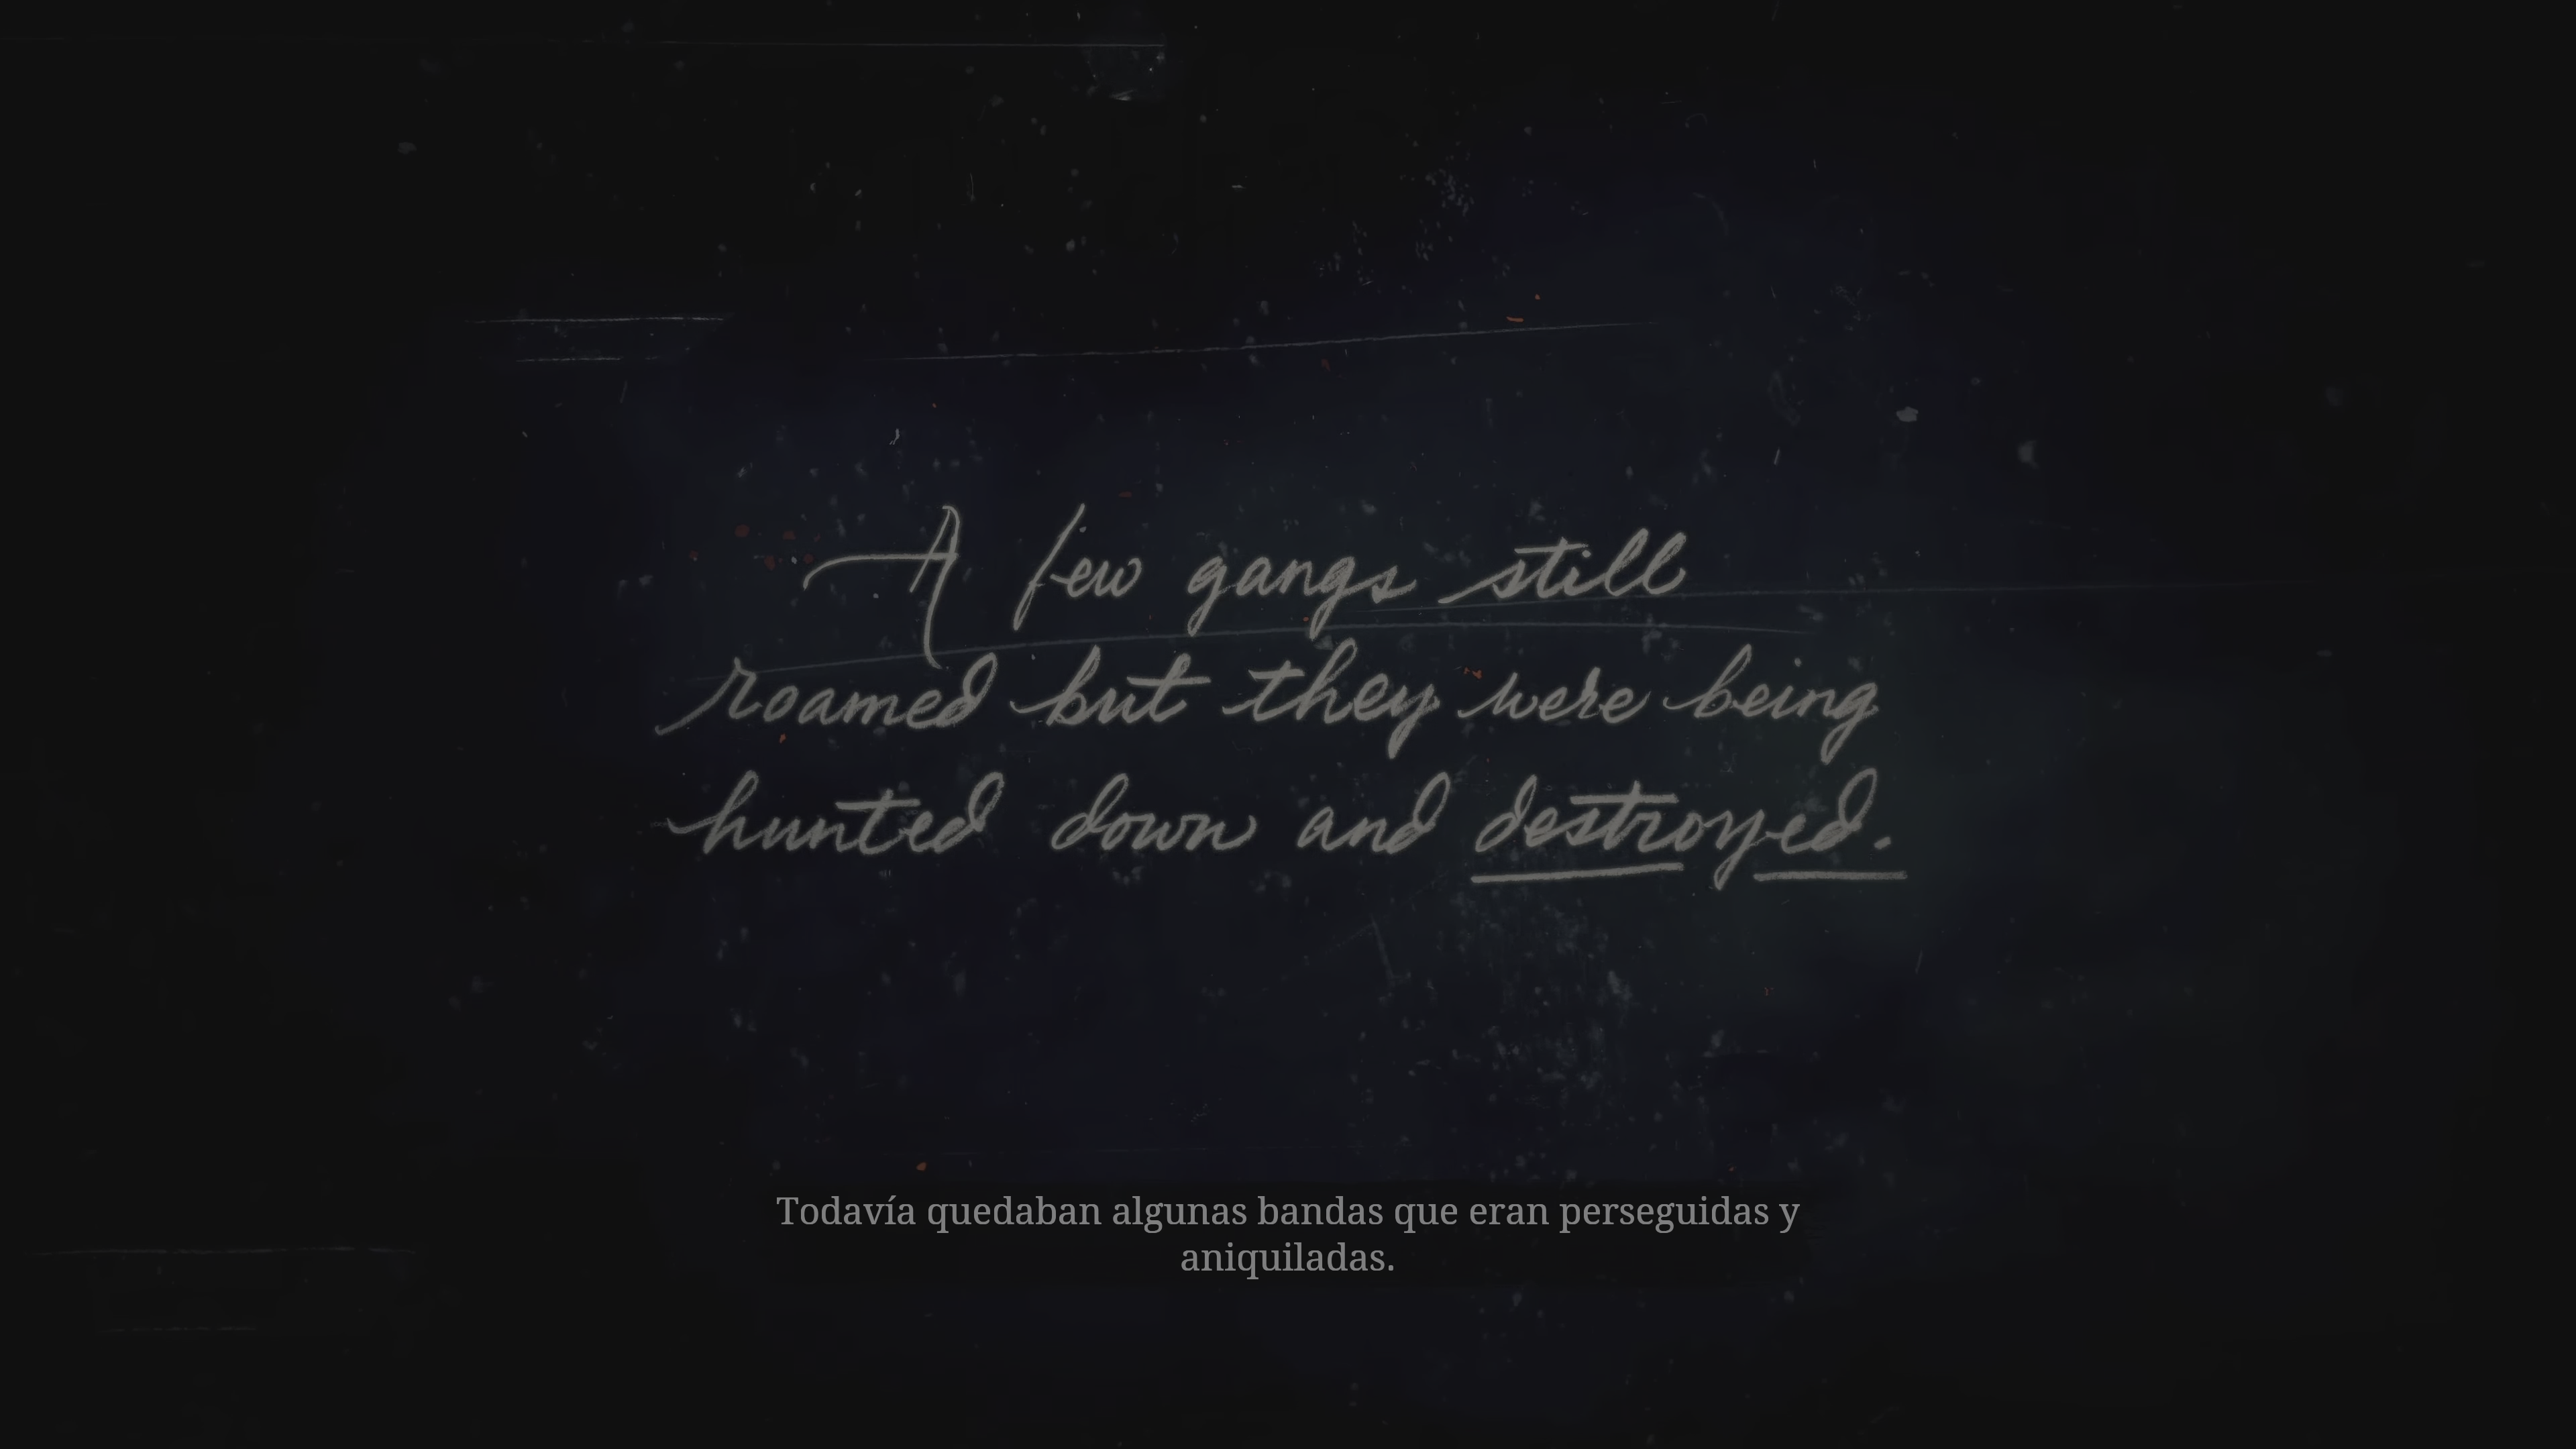 A few gangs still
roamed but they were being
hunted down and destroyed.
Todavía quedaban algunas bandas que eran perseguidas y
aniquiladas.